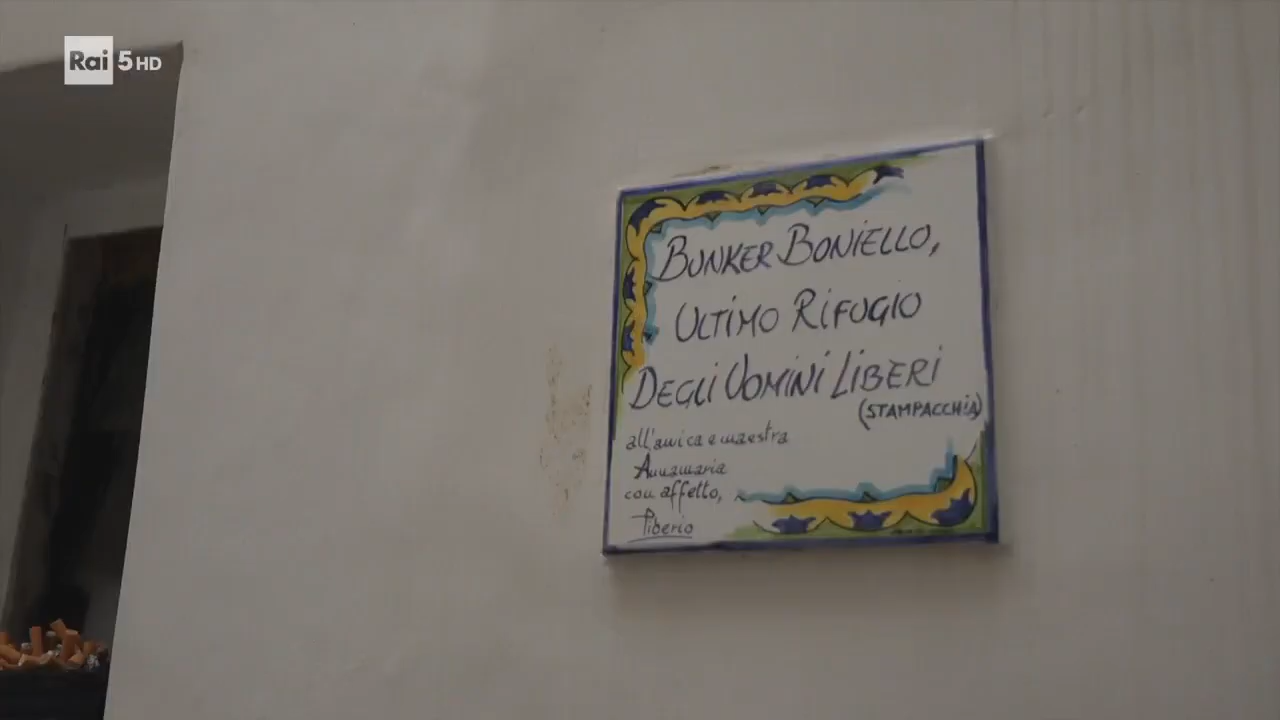 Rai 5 HD
BUNKER BONIELLO,
ULTIMO RIFUGIO
DEGLI UOMINI LIBERI
(STAMPACCHIA)
all'amica e maestra
Annamaria
con affetto,
Tiberio